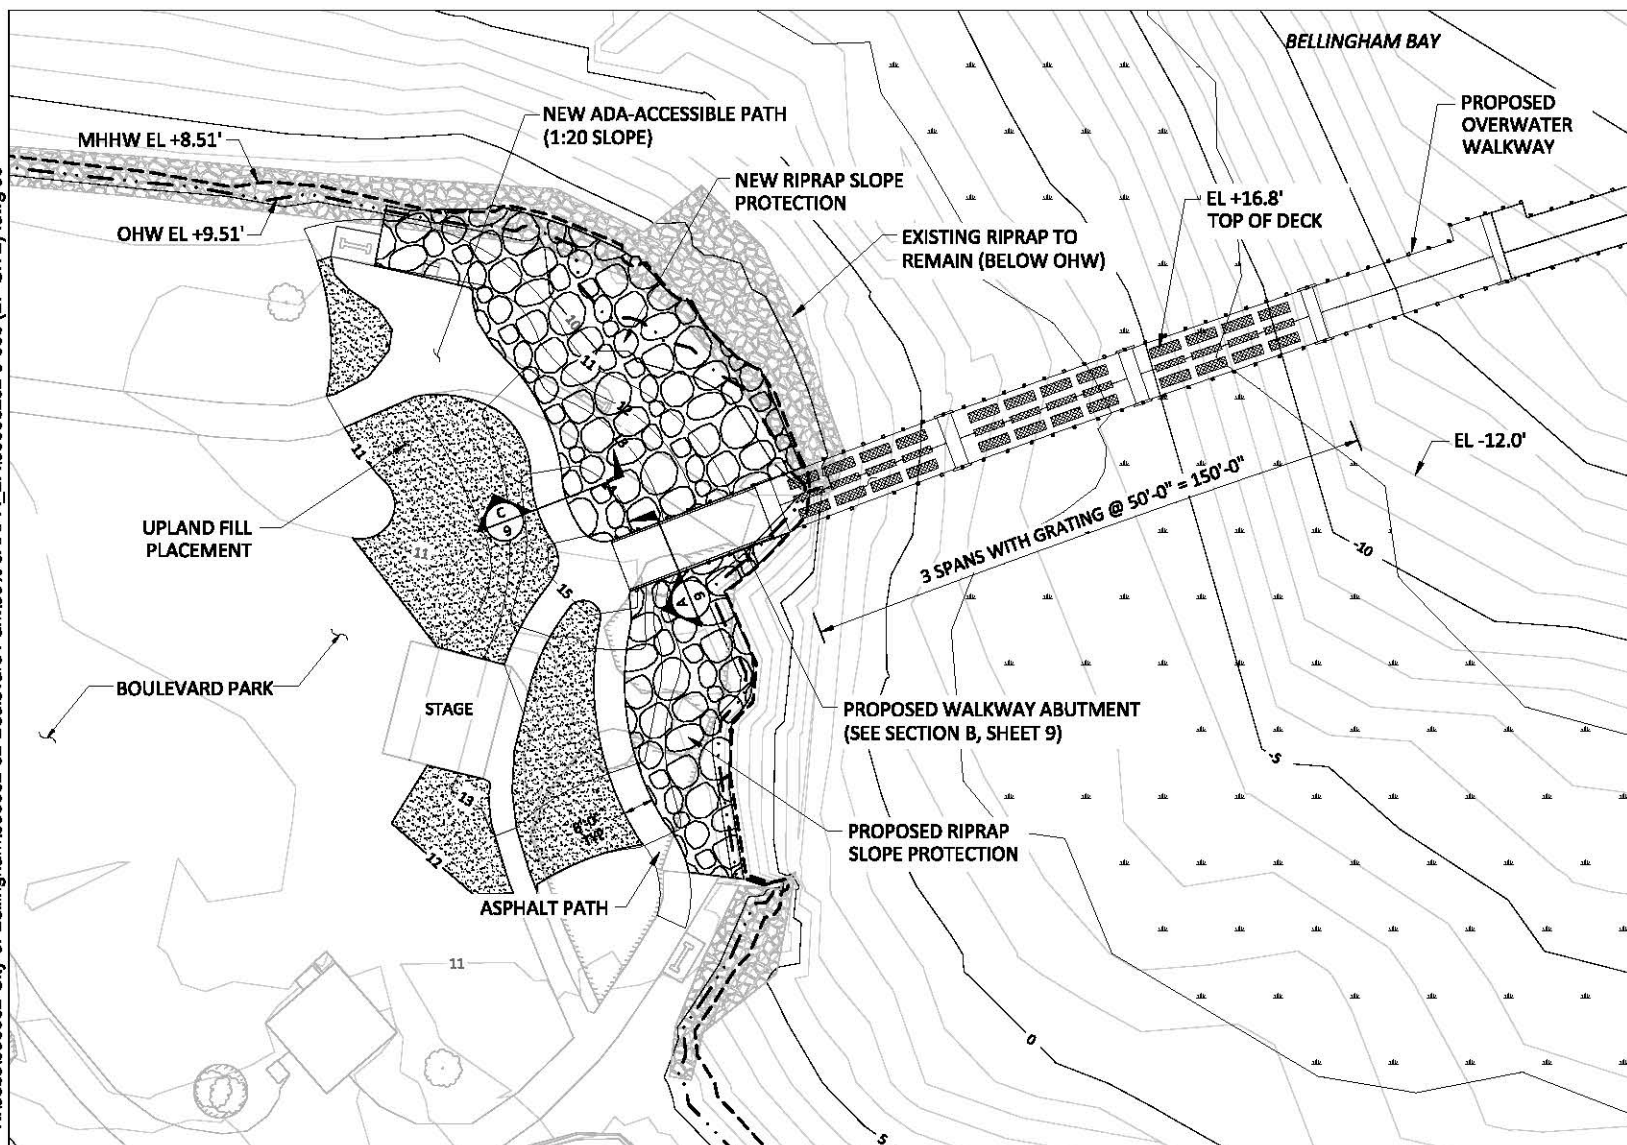 BELLINGHAM BAY
NEW ADA-ACCESSIBLE PATH
(1:20 SLOPE)
PROPOSED
OVERWATER
WALKWAY
MHHW EL +8.51'
NEW RIPRAP SLOPE
PROTECTION
EL +16.8'
TOP OF DECK
OHW EL +9.51'
EXISTING RIPRAP TO
REMAIN (BELOW OHW)
10
11
EL -12.0'
11
3 SPANS WITH GRATING @ 50'-0" = 150'-0"
UPLAND FILL
PLACEMENT
C
9
11
-10
15
A
9
BOULEVARD PARK
STAGE
PROPOSED WALKWAY ABUTMENT
(SEE SECTION B, SHEET 9)
-5
13
12
8'-0"
TYP
PROPOSED RIPRAP
SLOPE PROTECTION
ASPHALT PATH
11
0
5